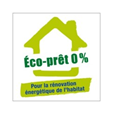 Éco-prêt 0%
Pour la rénovation
énergétique de l'habitat